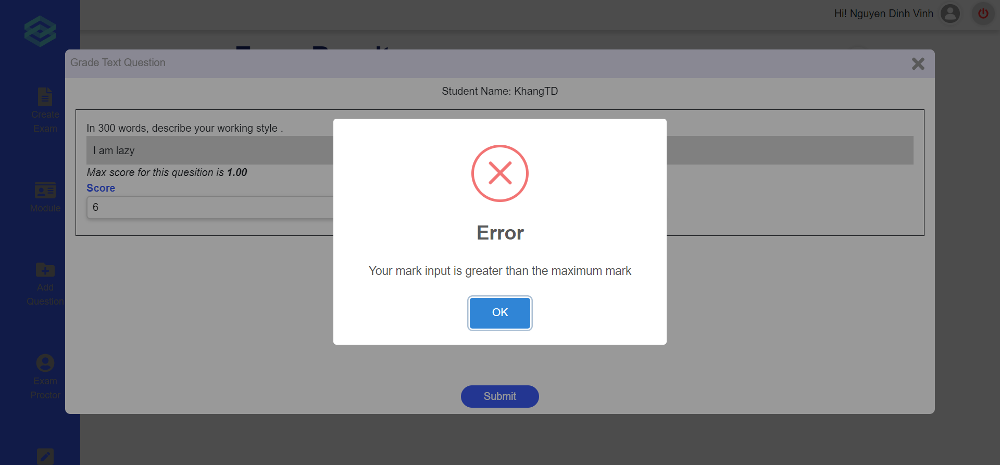 Hi! Nguyen Dinh Vinh
Grade Text Question
Student Name: KhangTD
Create
Exam
In 300 words, describe your working style .
I am lazy
Max score for this quesition is 1.00
Score
6
Error
Your mark input is greater than the maximum mark
OK
Module
Add
Question
Exam
Proctor
Submit